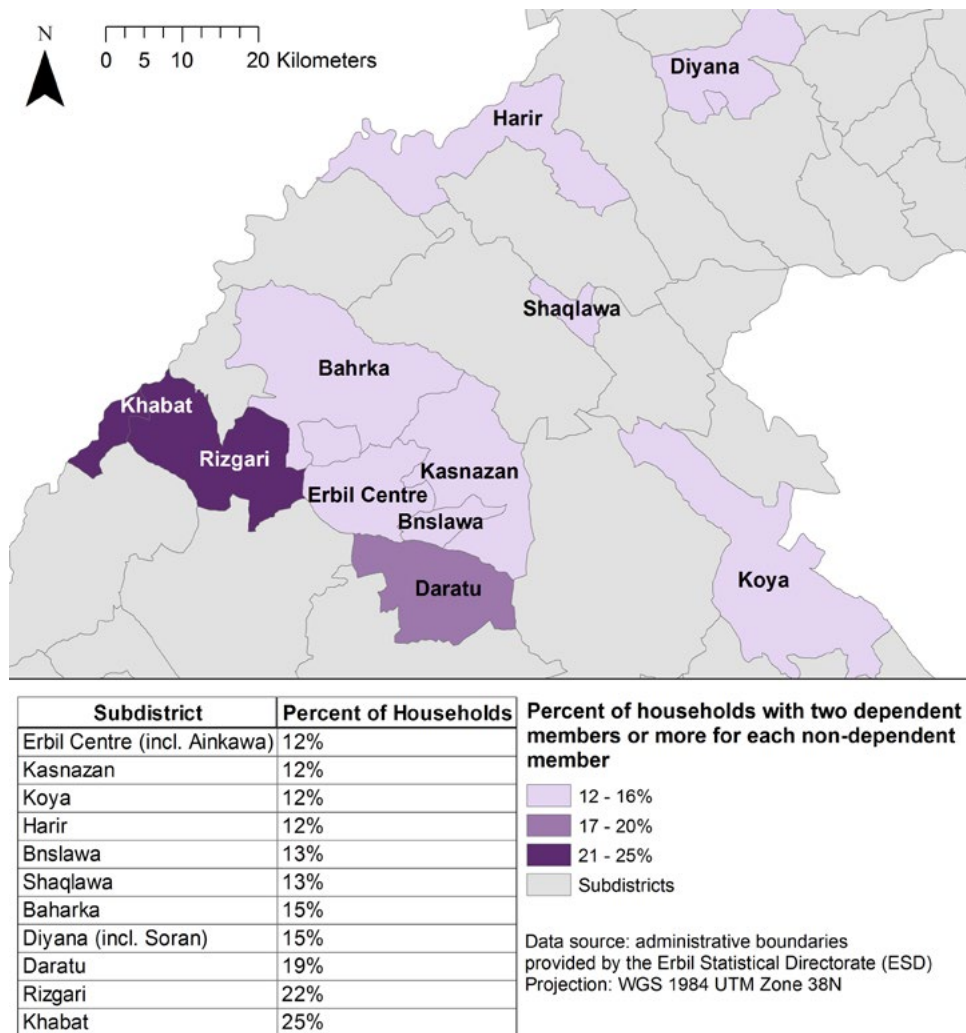 N
0 5 10 20 Kilometers
Diyana
Harir
Shaqlawa
Bahrka
Khabat
Rizgari
Kasnazan
Erbil Centre
Bnslawa
Daratu
Koya
Subdistrict Percent of Households
Erbil Centre (incl. Ainkawa) 12%
Kasnazan 12%
Koya 12%
Harir 12%
Bnslawa 13%
Shaqlawa 13%
Baharka 15%
Diyana (incl. Soran) 15%
Daratu 19%
Rizgari 22%
Khabat 25%
Percent of households with two dependent
members or more for each non-dependent
member
12 - 16%
17 - 20%
21 - 25%
Subdistricts
Data source: administrative boundaries
provided by the Erbil Statistical Directorate (ESD)
Projection: WGS 1984 UTM Zone 38N